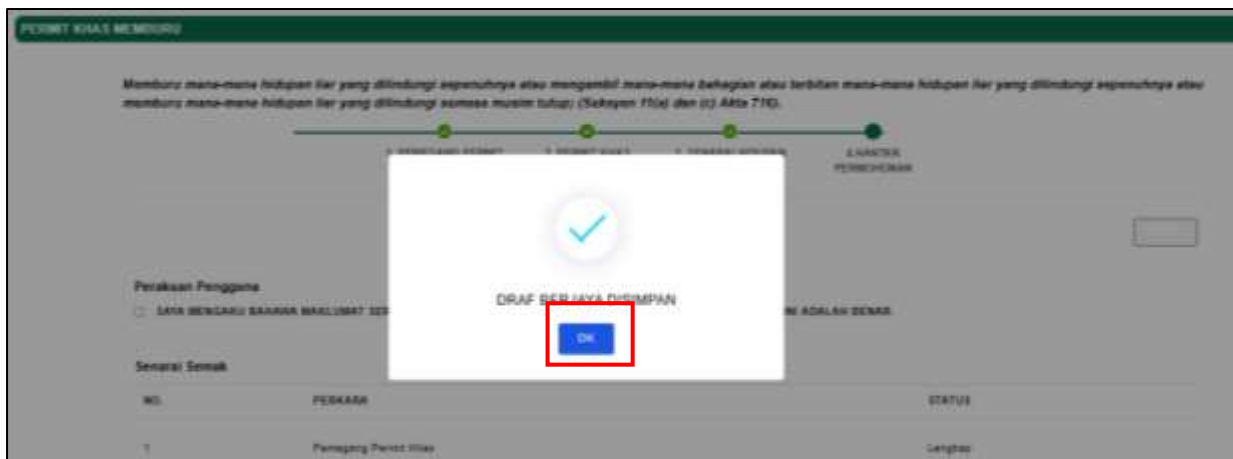 PERMIT KHAS MEMBURU
Memburu mana-mana hidupan liar yang dilindungi sepenuhnya atau mengambil mana-mana bahagian atau terbitan mana-mana hidupan liar yang dilindungi sepenuhnya atau
memburu mana-mana hidupan liar yang dilindungi semasa musim tutup; (Seksyen 11(a) dan (c) Akta 716).
PERMOHONAN
DRAF BERJAYA DISIMPAN
OK
Perakuan Pengguna
SAYA MENGAKU BAHAWA MAKLUMAT
ADALAH BENAR
Senarai Semak
NO. PERKARA STATUS
1 Pemegang Permit Khas Lengkap